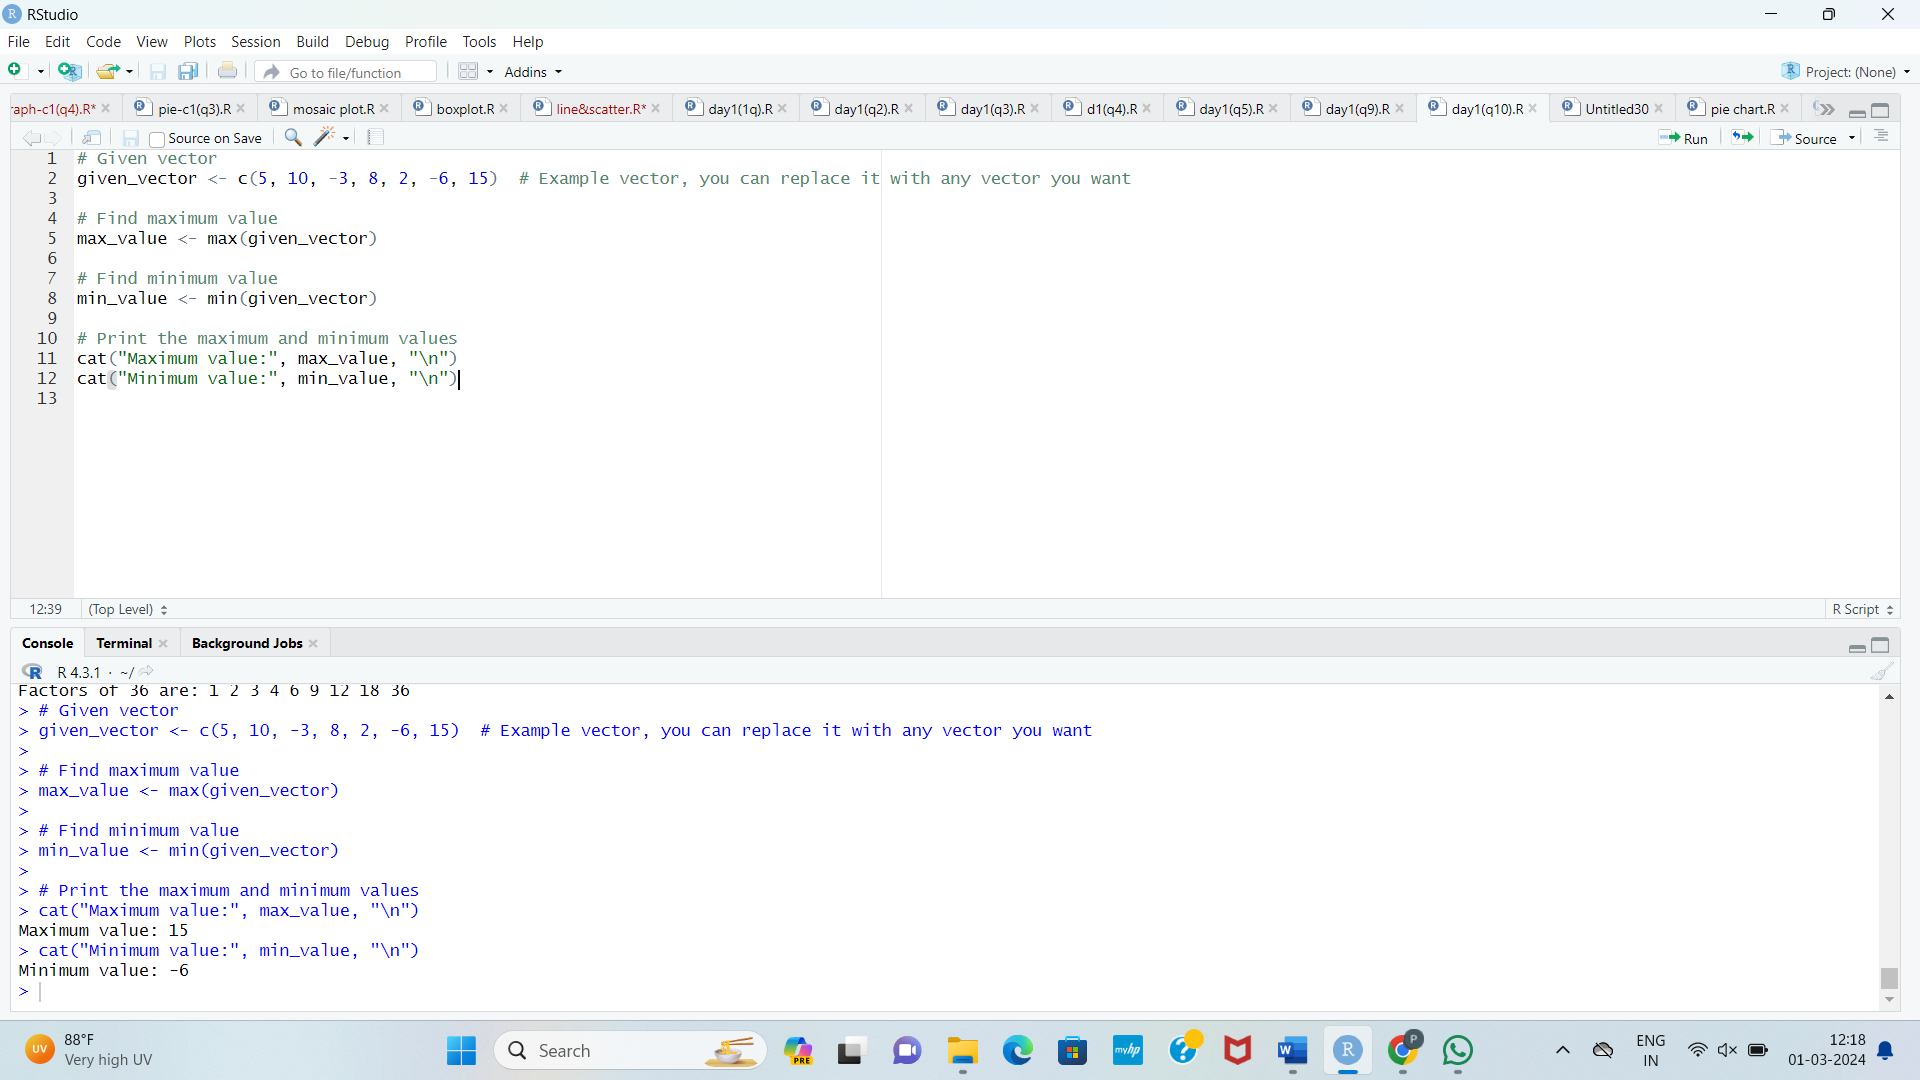 RStudio
File Edit Code View Plots Session Build Debug Profile Tools Help
Go to file/function Addins Project: (None)
raph-c1(q4).R* pie-c1(q3).R mosaic plot.R boxplot.R line&scatter.R* day1(1q).R day1(q2).R day1(q3).R d1(q4).R day1(q5).R day1(q9).R day1(q10).R Untitled30 pie chart.R
Source on Save Run Source
1 # Given vector
2 given_vector <- c(5, 10, -3, 8, 2, -6, 15)  # Example vector, you can replace it with any vector you want
3
4 # Find maximum value
5 max_value <- max(given_vector)
6
7 # Find minimum value
8 min_value <- min(given_vector)
9
10 # Print the maximum and minimum values
11 cat("Maximum value:", max_value, "\n")
12 cat("Minimum value:", min_value, "\n")
13
12:39 (Top Level) R Script
Console Terminal Background Jobs
R 4.3.1 · ~/
Factors of 36 are: 1 2 3 4 6 9 12 18 36
> # Given vector
> given_vector <- c(5, 10, -3, 8, 2, -6, 15)  # Example vector, you can replace it with any vector you want
>
> # Find maximum value
> max_value <- max(given_vector)
>
> # Find minimum value
> min_value <- min(given_vector)
>
> # Print the maximum and minimum values
> cat("Maximum value:", max_value, "\n")
Maximum value: 15
> cat("Minimum value:", min_value, "\n")
Minimum value: -6
>
UV 88°F
Very high UV
Search
PRE
myhp
W
R
P
ENG
IN
12:18
01-03-2024